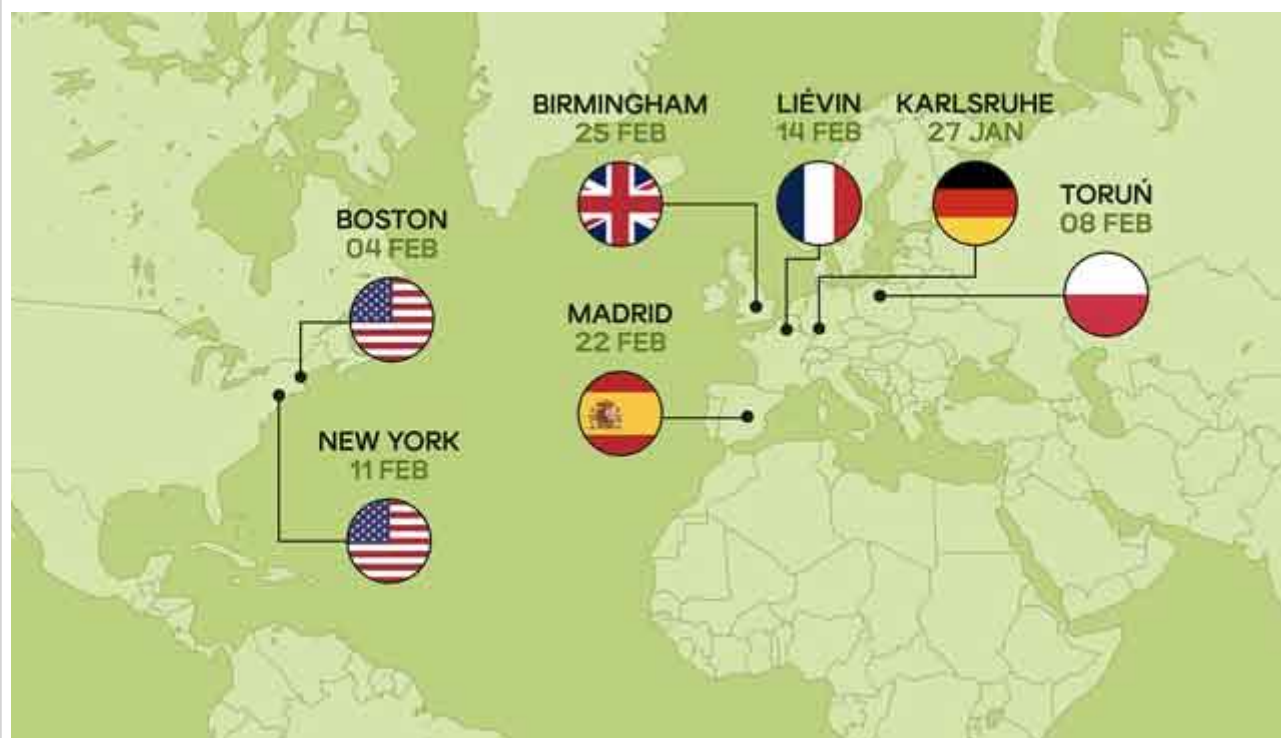 BIRMINGHAM
25 FEB
LIÉVIN
14 FEB
KARLSRUHE
27 JAN
TORUŃ
08 FEB
BOSTON
04 FEB
MADRID
22 FEB
NEW YORK
11 FEB